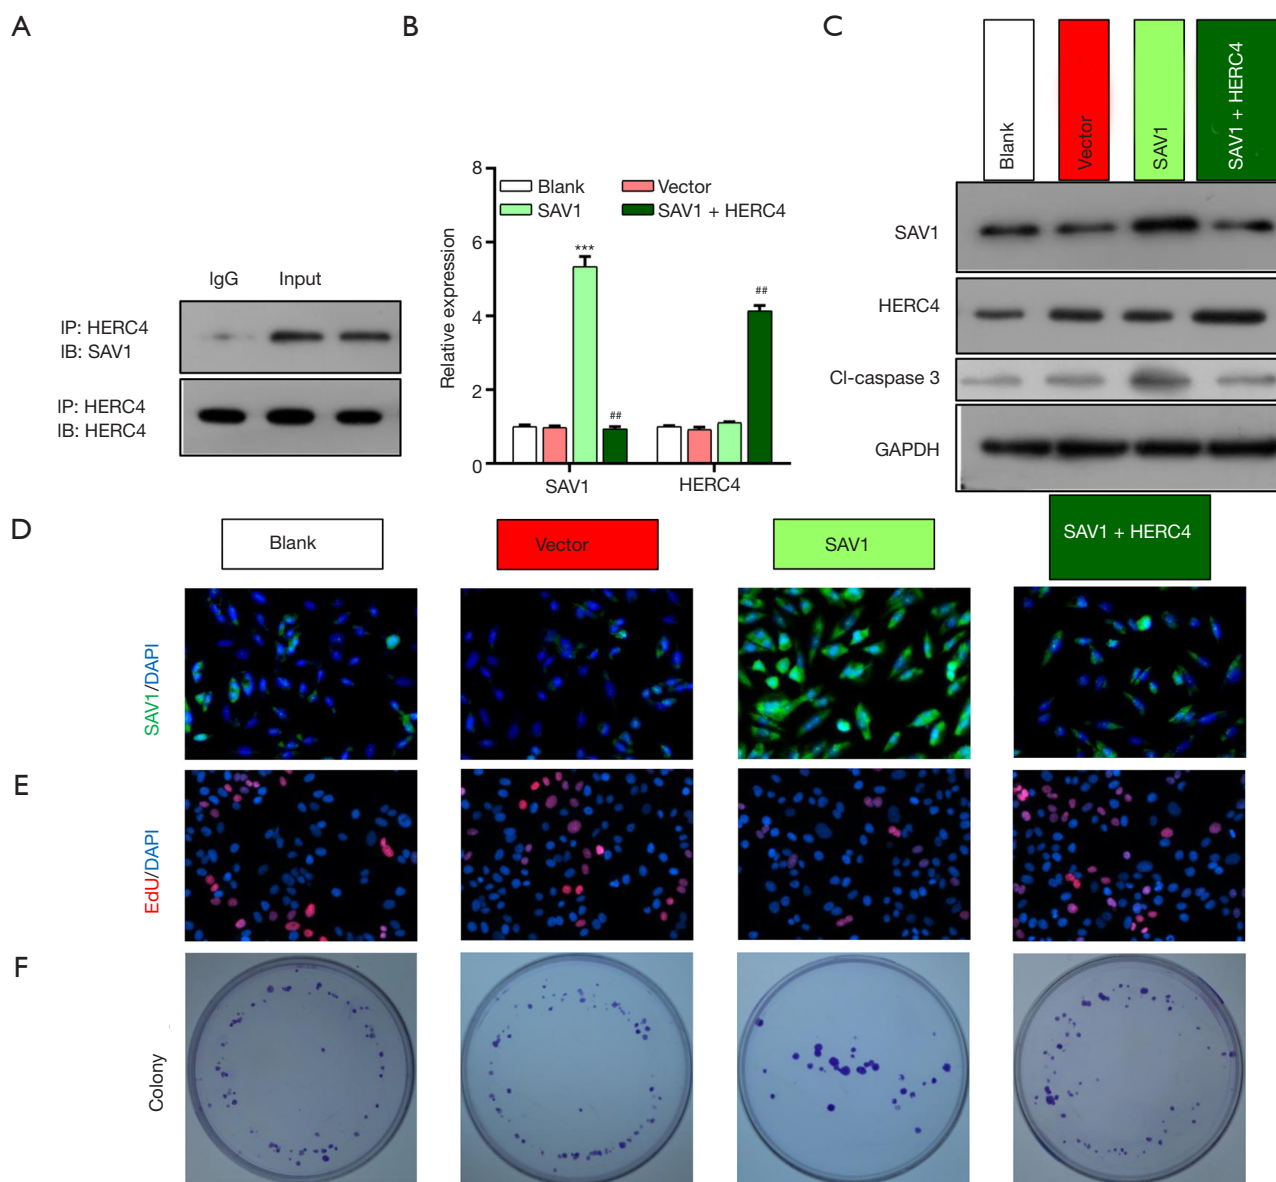 A
IgG
Input
IP: HERC4
IB: SAV1
IP: HERC4
IB: HERC4
B
Relative expression
8
6
4
2
0
Blank
Vector
SAV1
SAV1 + HERC4
***
##
##
SAV1
HERC4
C
Blank
Vector
SAV1
SAV1 + HERC4
SAV1
HERC4
Cl-caspase 3
GAPDH
D
Blank
Vector
SAV1
SAV1 + HERC4
SAV1/DAPI
E
EdU/DAPI
F
Colony